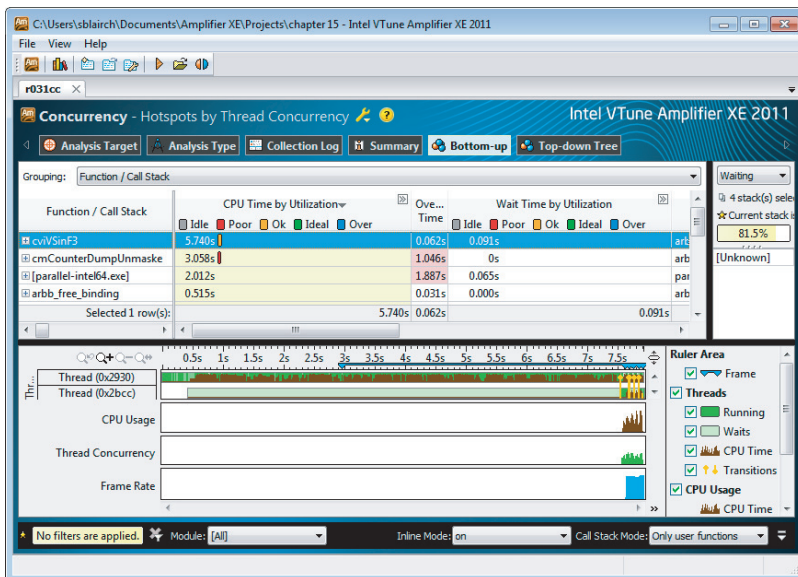 C:\Users\sblairch\Documents\Amplifier XE\Projects\chapter 15 - Intel VTune Amplifier XE 2011
File View Help
r031cc
Concurrency - Hotspots by Thread Concurrency
Intel VTune Amplifier XE 2011
Analysis Target Analysis Type Collection Log Summary Bottom-up Top-down Tree
Grouping: Function / Call Stack
Waiting
Function / Call Stack
CPU Time by Utilization
Ove...
Time
Wait Time by Utilization
Idle Poor Ok Ideal Over
Idle Poor Ok Ideal Over
4 stack(s) sele
Current stack is
81.5%
[Unknown]
cviVSinF3 5.740s 0.062s 0.091s arb
cmCounterDumpUnmaske 3.058s 1.046s 0s arb
[parallel-intel64.exe] 2.012s 1.887s 0.065s par
arbb_free_binding 0.515s 0.031s 0.000s arb
Selected 1 row(s): 5.740s 0.062s 0.091s
0.5s 1s 1.5s 2s 2.5s 3s 3.5s 4s 4.5s 5s 5.5s 6s 6.5s 7s 7.5s
Thr...
Thread (0x2930)
Thread (0x2bcc)
CPU Usage
Thread Concurrency
Frame Rate
Ruler Area
Frame
Threads
Running
Waits
CPU Time
Transitions
CPU Usage
CPU Time
No filters are applied. Module: [All] Inline Mode: on Call Stack Mode: Only user functions